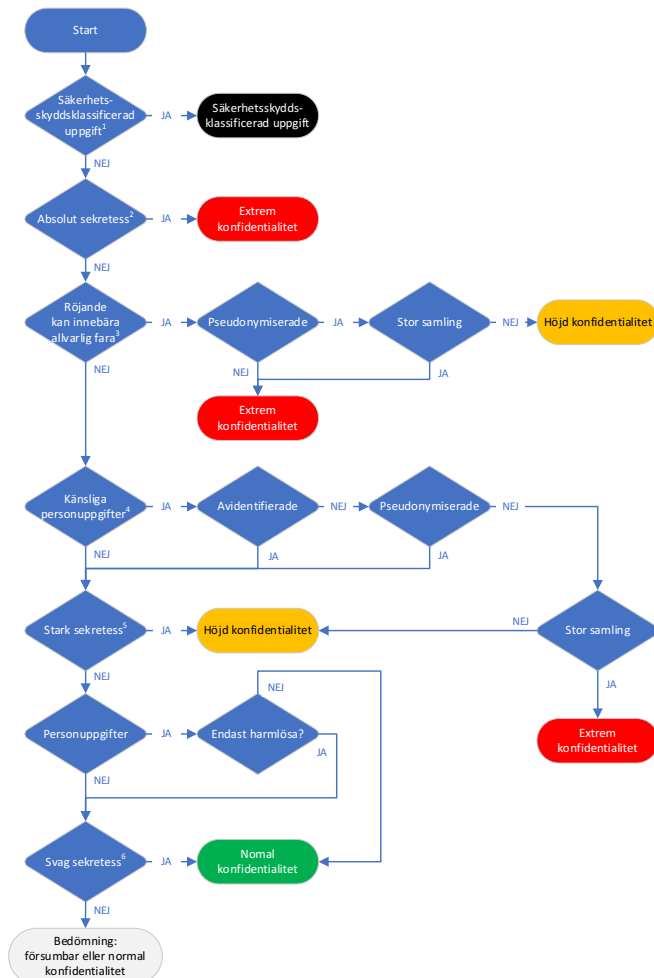 Start
Säkerhets-
skyddsklassificerad
uppgift¹
JA
Säkerhetsskydds-
klassificerad uppgift
NEJ
Absolut sekretess²
JA
Extrem
konfidentialitet
NEJ
Röjande
kan innebära
allvarlig fara³
JA
Pseudonymiserade
JA
Stor samling
NEJ
Höjd konfidentialitet
NEJ
NEJ
JA
Extrem
konfidentialitet
Känsliga
personuppgifter⁴
JA
Avidentifierade
NEJ
Pseudonymiserade
NEJ
NEJ
JA
JA
Stark sekretess⁵
JA
Höjd konfidentialitet
NEJ
Stor samling
NEJ
NEJ
JA
Personuppgifter
JA
Endast harmlösa?
JA
Extrem
konfidentialitet
NEJ
Svag sekretess⁶
JA
Nomal
konfidentialitet
NEJ
Bedömning:
försumbar eller normal
konfidentialitet